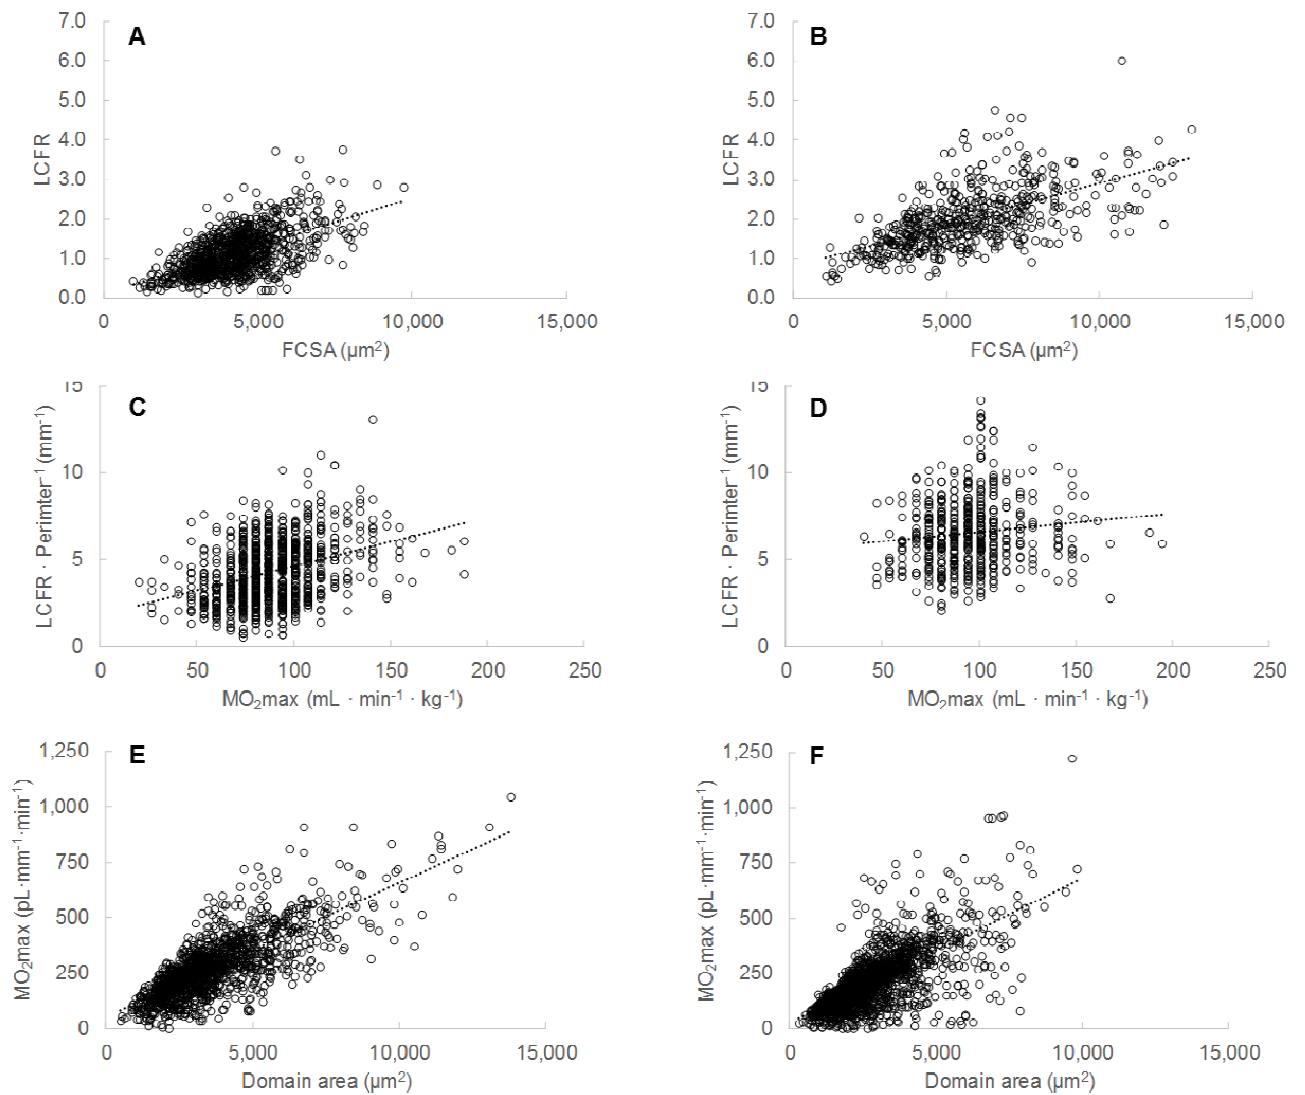 A
7.0
6.0
5.0
4.0
3.0
2.0
1.0
0.0
LCFR
0 5,000 10,000 15,000
FCSA (µm²)
B
7.0
6.0
5.0
4.0
3.0
2.0
1.0
0.0
LCFR
0 5,000 10,000 15,000
FCSA (µm²)
C
15
10
5
0
LCFR · Perimter⁻¹ (mm⁻¹)
0 50 100 150 200 250
MO₂max (mL · min⁻¹ · kg⁻¹)
D
15
10
5
0
LCFR · Perimter⁻¹ (mm⁻¹)
0 50 100 150 200 250
MO₂max (mL · min⁻¹ · kg⁻¹)
E
1,250
1,000
750
500
250
0
MO₂max (pL·mm⁻¹·min⁻¹)
0 5,000 10,000 15,000
Domain area (µm²)
F
1,250
1,000
750
500
250
0
MO₂max (pL·mm⁻¹·min⁻¹)
0 5,000 10,000 15,000
Domain area (µm²)